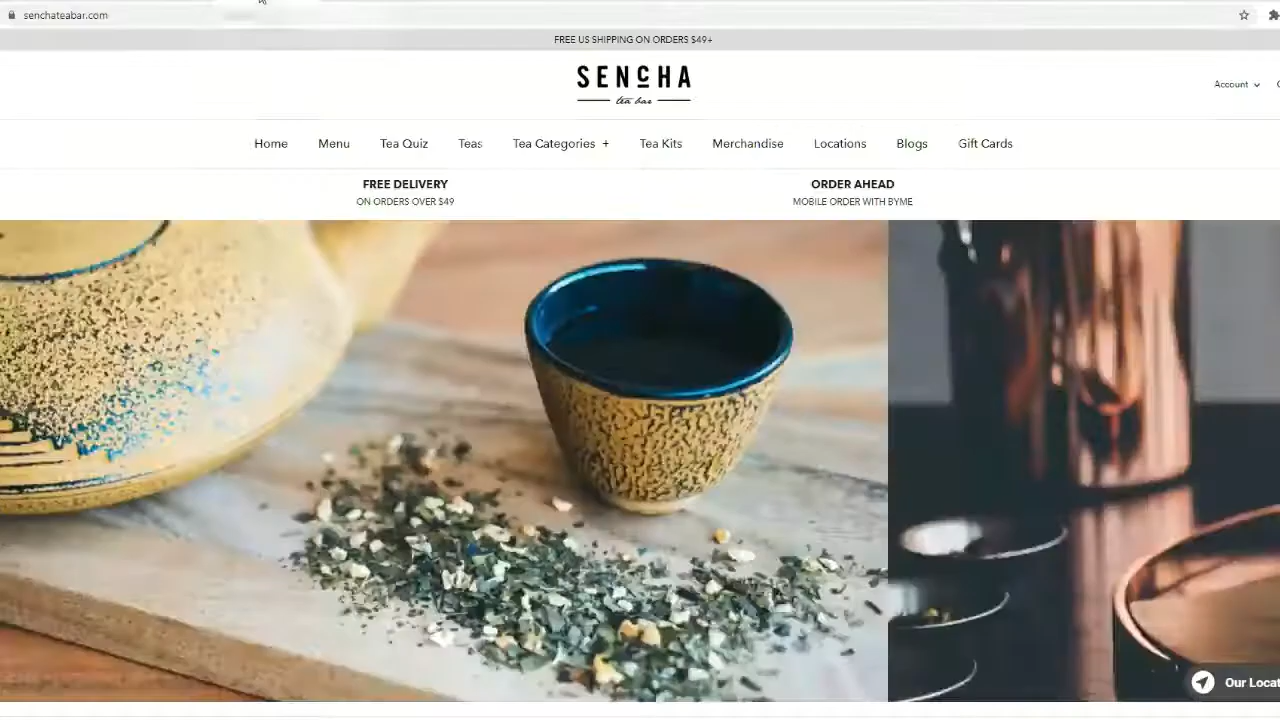 senchateabar.com
FREE US SHIPPING ON ORDERS $49+
SENCHA
tea bar
Account
Home Menu Tea Quiz Teas Tea Categories + Tea Kits Merchandise Locations Blogs Gift Cards
FREE DELIVERY
ON ORDERS OVER $49
ORDER AHEAD
MOBILE ORDER WITH BYME
Our Locat